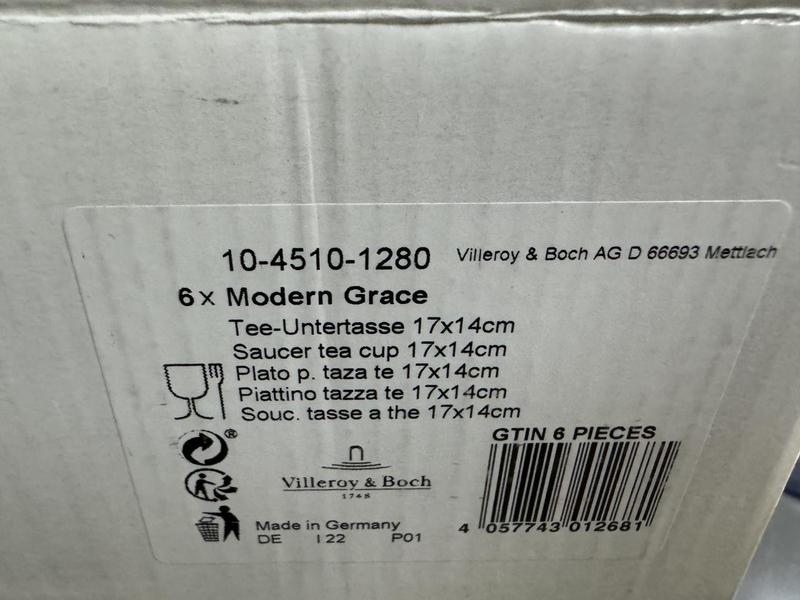 10-4510-1280 Villeroy & Boch AG D 66693 Mettlach
6x Modern Grace
Tee-Untertasse 17x14cm
Saucer tea cup 17x14cm
Plato p. taza te 17x14cm
Piattino tazza te 17x14cm
Souc. tasse a the 17x14cm
GTIN 6 PIECES
®
Villeroy & Boch
1748
4 057743 012681
Made in Germany
DE I 22 P01